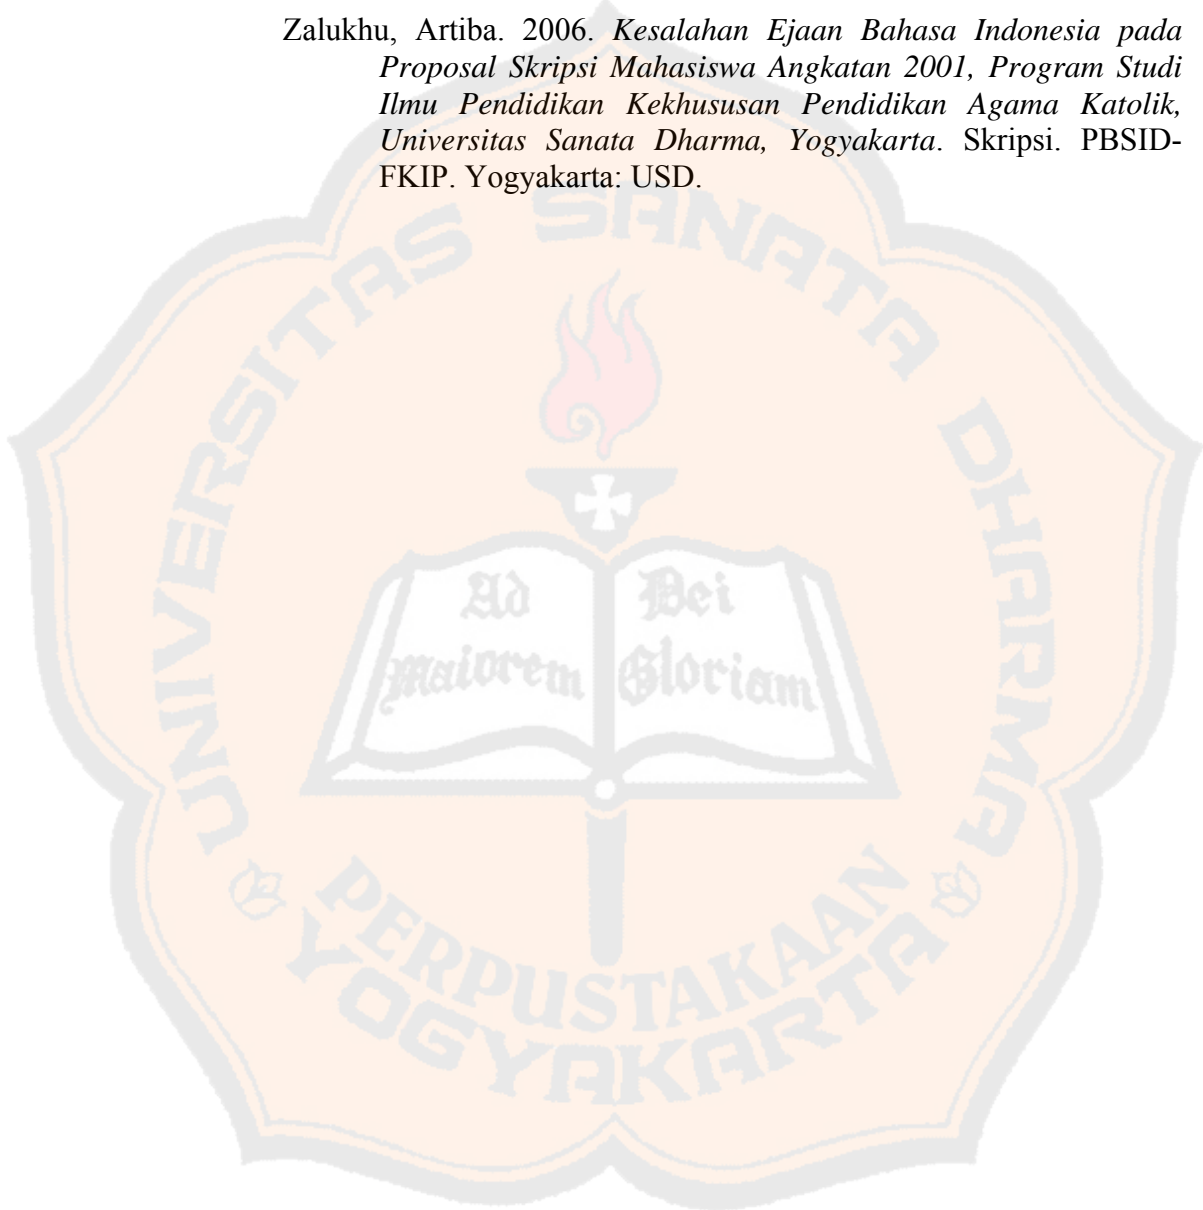 Zalukhu, Artiba. 2006. Kesalahan Ejaan Bahasa Indonesia pada
Proposal Skripsi Mahasiswa Angkatan 2001, Program Studi
Ilmu Pendidikan Kekhususan Pendidikan Agama Katolik,
Universitas Sanata Dharma, Yogyakarta. Skripsi. PBSID-
FKIP. Yogyakarta: USD.
UNIVERSITAS SANATA DHARMA
Ad
Maiorem
Dei
Gloriam
PERPUSTAKAAN
YOGYAKARTA